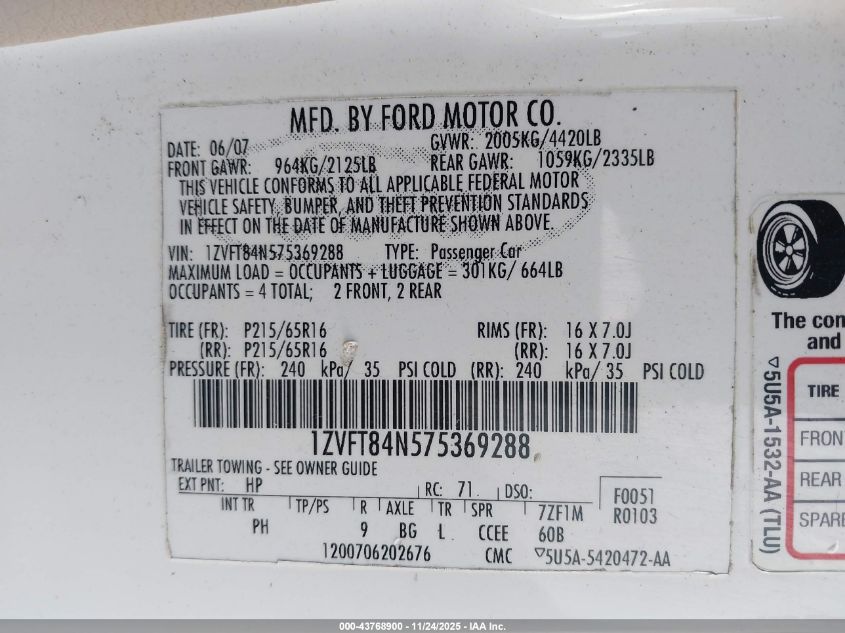 MFD. BY FORD MOTOR CO.
DATE: 06/07 GVWR: 2005KG/4420LB
FRONT GAWR: 964KG/2125LB REAR GAWR: 1059KG/2335LB
THIS VEHICLE CONFORMS TO ALL APPLICABLE FEDERAL MOTOR
VEHICLE SAFETY, BUMPER, AND THEFT PREVENTION STANDARDS
IN EFFECT ON THE DATE OF MANUFACTURE SHOWN ABOVE.
VIN: 1ZVFT84N575369288 TYPE: Passenger Car
MAXIMUM LOAD = OCCUPANTS + LUGGAGE = 301KG/ 664LB
OCCUPANTS = 4 TOTAL; 2 FRONT, 2 REAR
TIRE (FR): P215/65R16 RIMS (FR): 16 X 7.0J
(RR): P215/65R16 (RR): 16 X 7.0J
PRESSURE (FR): 240 kPa/ 35 PSI COLD (RR): 240 kPa/ 35 PSI COLD
1ZVFT84N575369288
TRAILER TOWING - SEE OWNER GUIDE
EXT PNT: HP RC: 71 DSO: F0051
INT TR TP/PS R AXLE TR SPR 7ZF1M R0103
PH 9 BG L CCEE 60B
1200706202676 CMC ▽5U5A-5420472-AA
The con
and
▽5U5A-1532-AA (TLU)
TIRE
FRON
REAR
SPARE
000-43768900 - 11/24/2025 - IAA Inc.